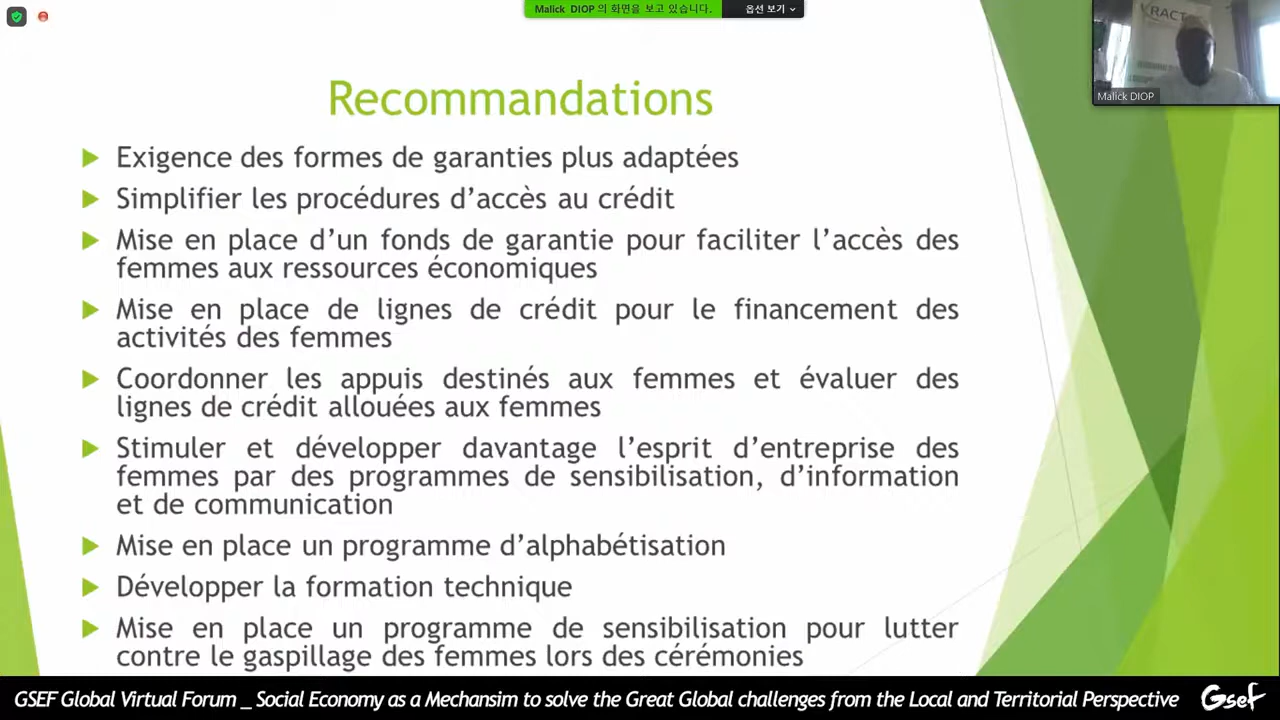 Malick DIOP 의 화면을 보고 있습니다.
옵션 보기
RACT
Malick DIOP
Recommandations
Exigence des formes de garanties plus adaptées
Simplifier les procédures d’accès au crédit
Mise en place d’un fonds de garantie pour faciliter l’accès des
femmes aux ressources économiques
Mise en place de lignes de crédit pour le financement des
activités des femmes
Coordonner les appuis destinés aux femmes et évaluer des
lignes de crédit allouées aux femmes
Stimuler et développer davantage l’esprit d’entreprise des
femmes par des programmes de sensibilisation, d’information
et de communication
Mise en place un programme d’alphabétisation
Développer la formation technique
Mise en place un programme de sensibilisation pour lutter
contre le gaspillage des femmes lors des cérémonies
GSEF Global Virtual Forum _ Social Economy as a Mechansim to solve the Great Global challenges from the Local and Territorial Perspective
Gsef